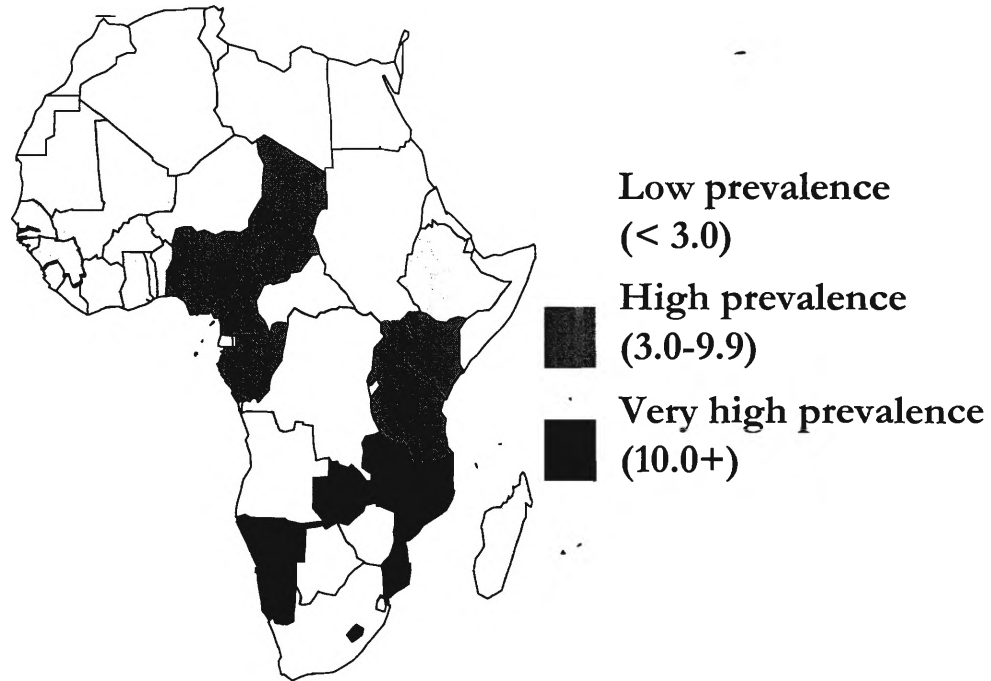 Low prevalence
(< 3.0)
High prevalence
(3.0-9.9)
Very high prevalence
(10.0+)